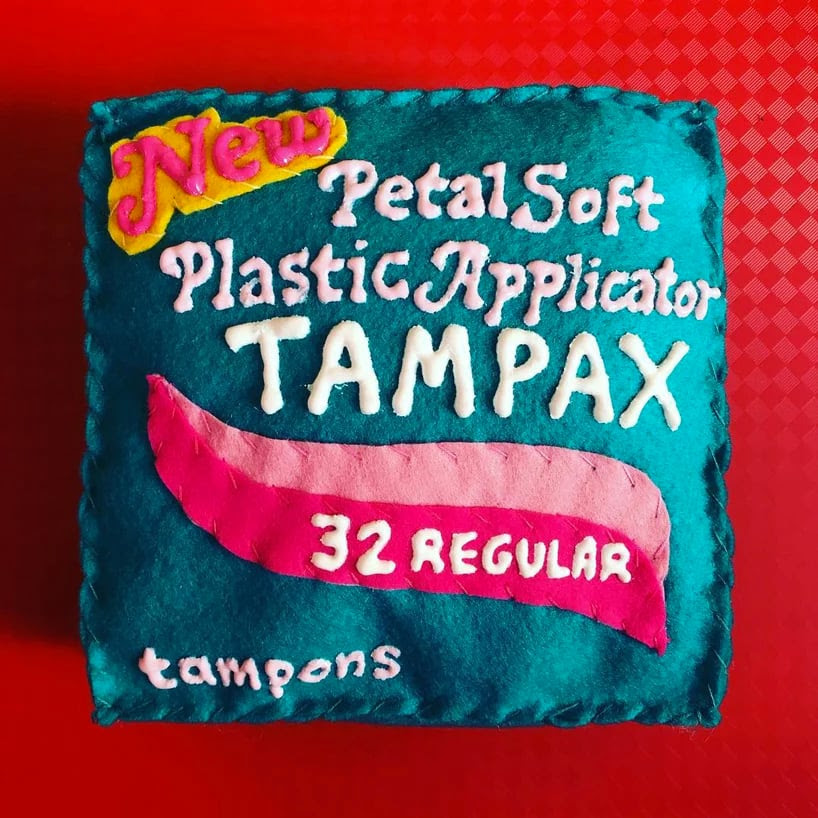 New
Petal Soft
Plastic Applicator
TAMPAX
32 REGULAR
tampons